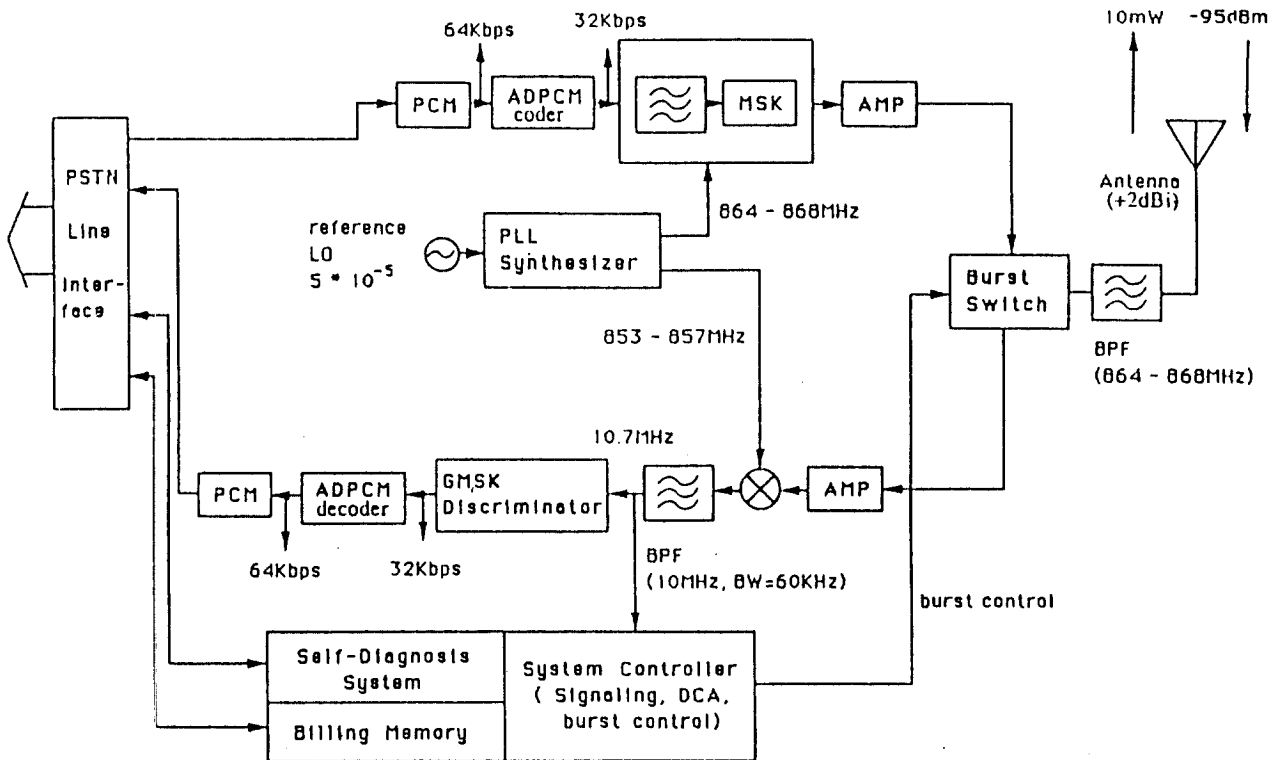 10mW -95dBm
64Kbps
32Kbps
PCM
ADPCM
coder
MSK
AMP
PSTN
Line
Inter-
face
Antenna
(+2dBi)
864 - 868MHz
reference
LO
5 * 10⁻⁵
PLL
Synthesizer
Burst
Switch
853 - 857MHz
BPF
(864 - 868MHz)
10.7MHz
PCM
ADPCM
decoder
GMSK
Discriminator
AMP
64Kbps
32Kbps
BPF
(10MHz, BW=60KHz)
burst control
Self-Diagnosis
System
Billing Memory
System Controller
( Signaling, DCA,
burst control)